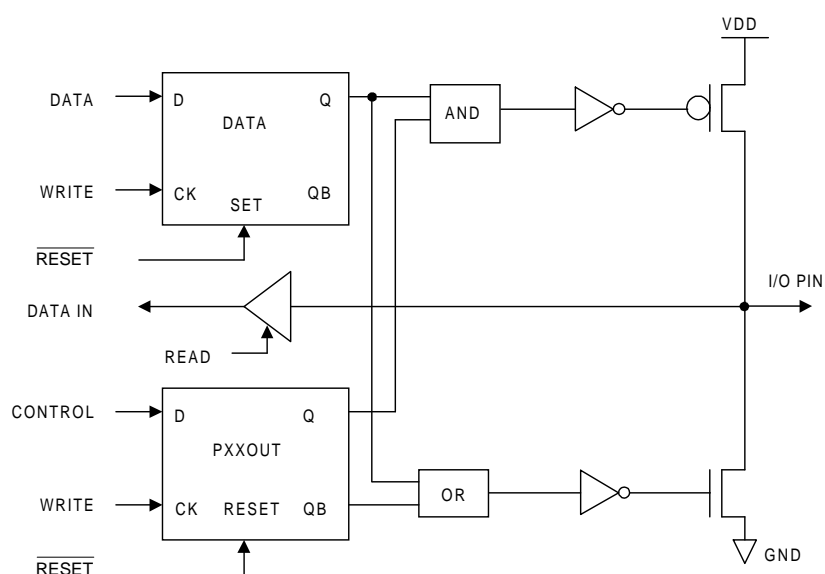 VDD
DATA
D
Q
DATA
AND
WRITE
CK
SET
QB
RESET
DATA IN
I/O PIN
READ
CONTROL
D
Q
PXXOUT
WRITE
CK
RESET
QB
OR
RESET
GND